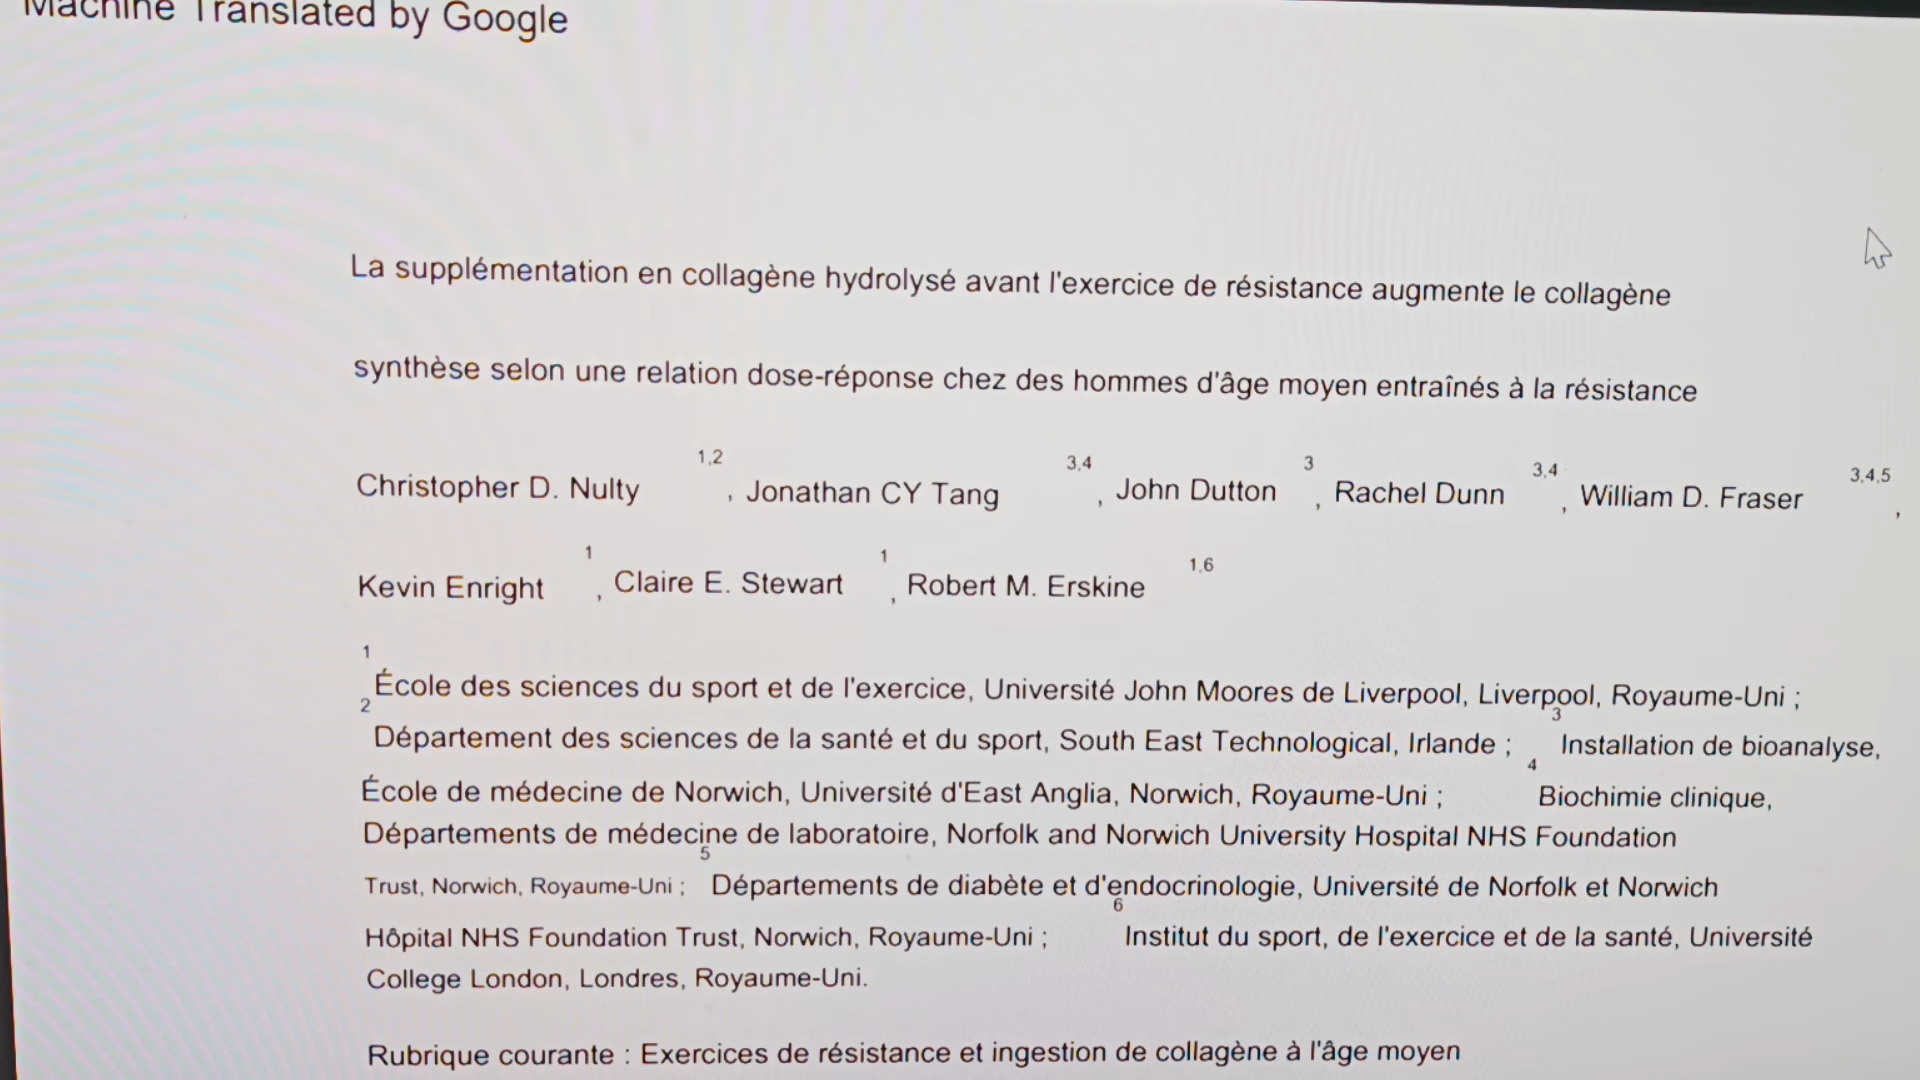 Machine Translated by Google
La supplémentation en collagène hydrolysé avant l'exercice de résistance augmente le collagène
synthèse selon une relation dose-réponse chez des hommes d'âge moyen entraînés à la résistance
Christopher D. Nulty 1,2, Jonathan CY Tang 3,4, John Dutton 3, Rachel Dunn 3,4, William D. Fraser 3,4,5,
Kevin Enright 1, Claire E. Stewart 1, Robert M. Erskine 1,6
1 École des sciences du sport et de l'exercice, Université John Moores de Liverpool, Liverpool, Royaume-Uni ;
2 Département des sciences de la santé et du sport, South East Technological, Irlande ; 3 Installation de bioanalyse,
École de médecine de Norwich, Université d'East Anglia, Norwich, Royaume-Uni ; 4 Biochimie clinique,
Départements de médecine de laboratoire, Norfolk and Norwich University Hospital NHS Foundation
Trust, Norwich, Royaume-Uni ; 5 Départements de diabète et d'endocrinologie, Université de Norfolk et Norwich
Hôpital NHS Foundation Trust, Norwich, Royaume-Uni ; 6 Institut du sport, de l'exercice et de la santé, Université
College London, Londres, Royaume-Uni.
Rubrique courante : Exercices de résistance et ingestion de collagène à l'âge moyen